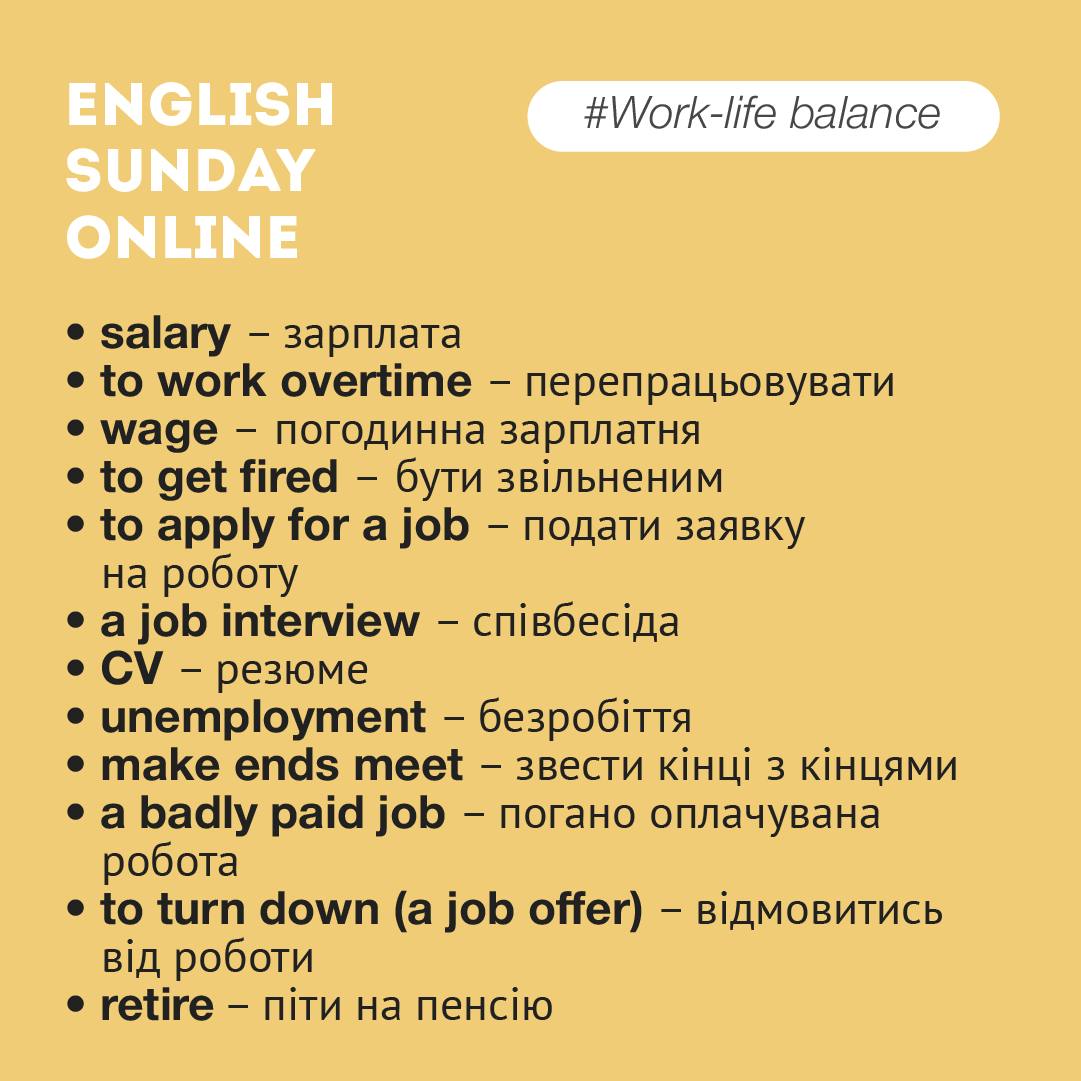 ENGLISH
SUNDAY
ONLINE
#Work-life balance
• salary – зарплата
• to work overtime – перепрацьовувати
• wage – погодинна зарплатня
• to get fired – бути звільненим
• to apply for a job – подати заявку
на роботу
• a job interview – співбесіда
• CV – резюме
• unemployment – безробіття
• make ends meet – звести кінці з кінцями
• a badly paid job – погано оплачувана
робота
• to turn down (a job offer) – відмовитись
від роботи
• retire – піти на пенсію